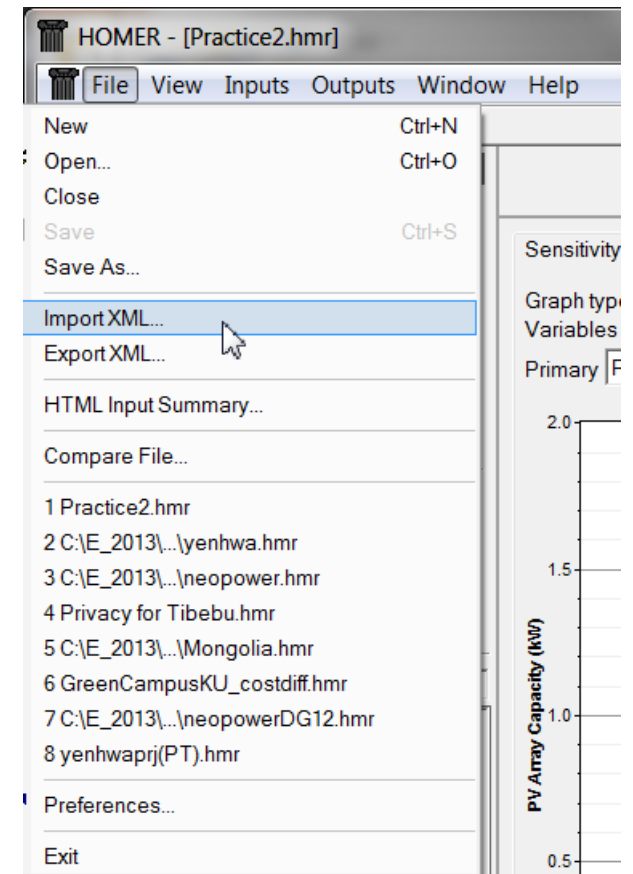 HOMER - [Practice2.hmr]
File View Inputs Outputs Window Help
New Ctrl+N
Open... Ctrl+O
Close
Save Ctrl+S
Save As...
Import XML...
Export XML...
HTML Input Summary...
Compare File...
1 Practice2.hmr
2 C:\E_2013\...\yenhwa.hmr
3 C:\E_2013\...\neopower.hmr
4 Privacy for Tibebu.hmr
5 C:\E_2013\...\Mongolia.hmr
6 GreenCampusKU_costdiff.hmr
7 C:\E_2013\...\neopowerDG12.hmr
8 yenhwaprj(PT).hmr
Preferences...
Exit
Sensitivity
Graph type
Variables
Primary
2.0
1.5
1.0
0.5
PV Array Capacity (kW)